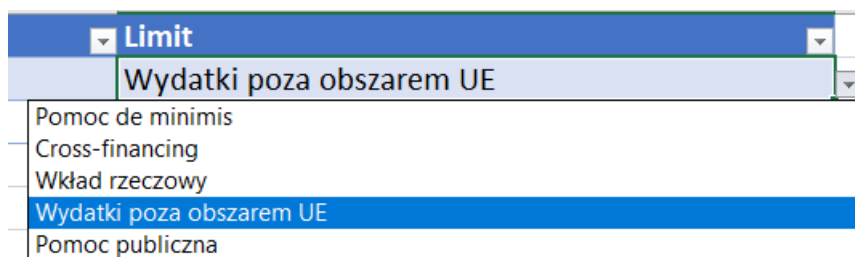 Limit
Wydatki poza obszarem UE
Pomoc de minimis
Cross-financing
Wkład rzeczowy
Wydatki poza obszarem UE
Pomoc publiczna